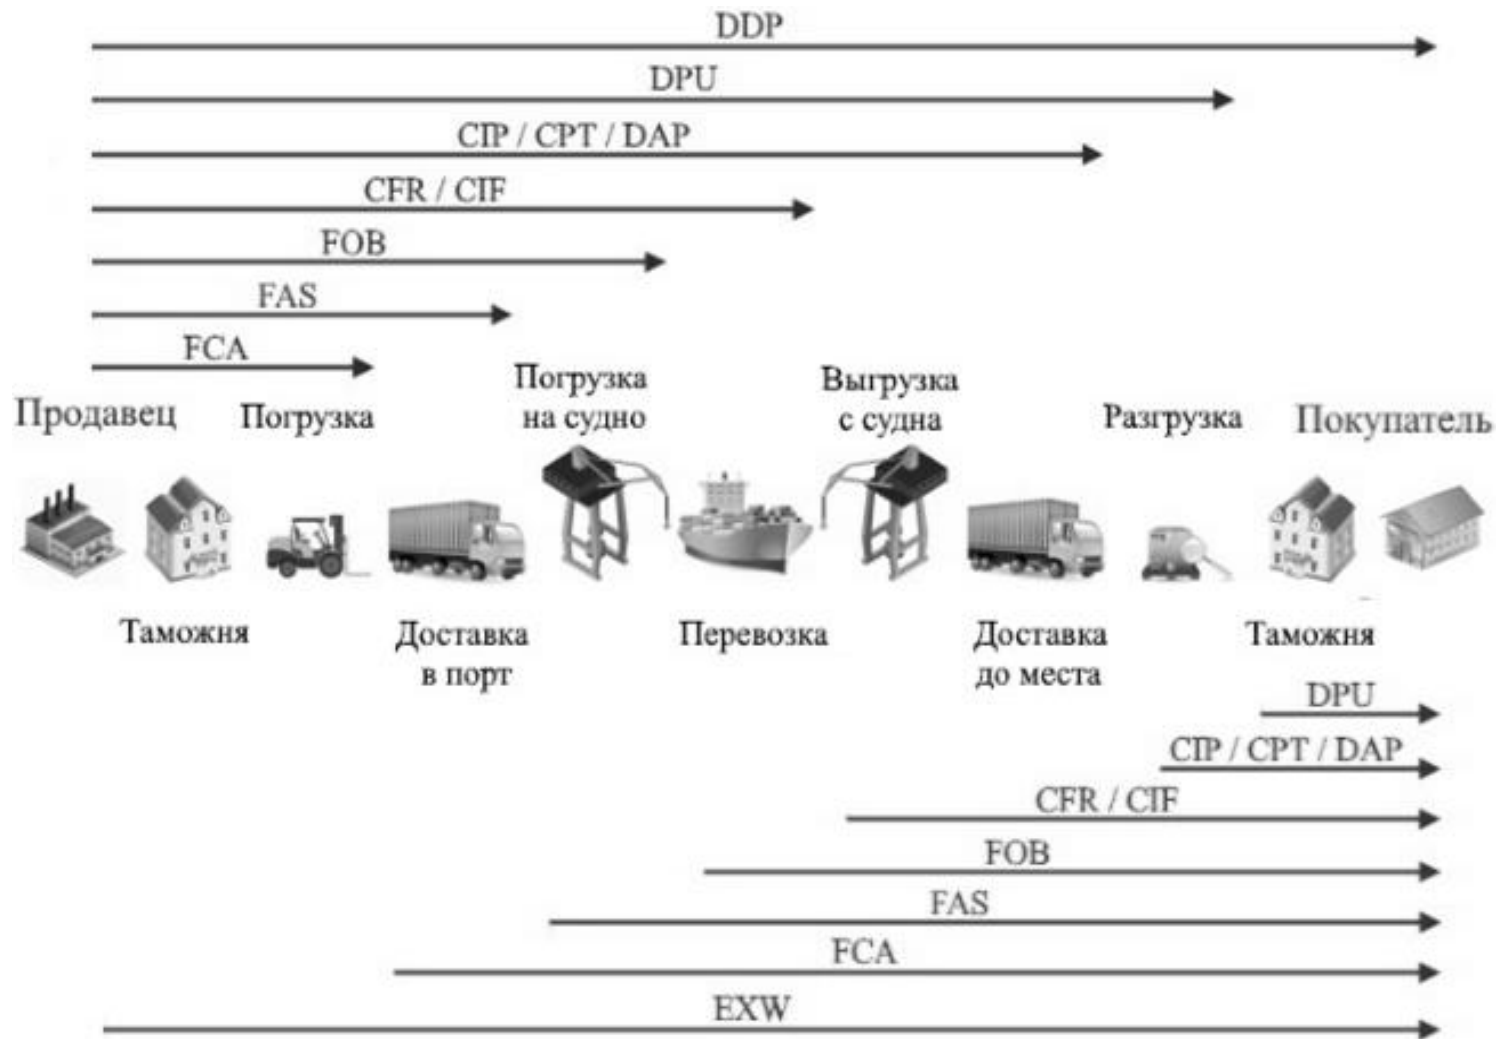 DDP
DPU
CIP / CPT / DAP
CFR / CIF
FOB
FAS
FCA
Продавец
Погрузка
Погрузка
на судно
Выгрузка
с судна
Разгрузка
Покупатель
Таможня
Доставка
в порт
Перевозка
Доставка
до места
Таможня
DPU
CIP / CPT / DAP
CFR / CIF
FOB
FAS
FCA
EXW